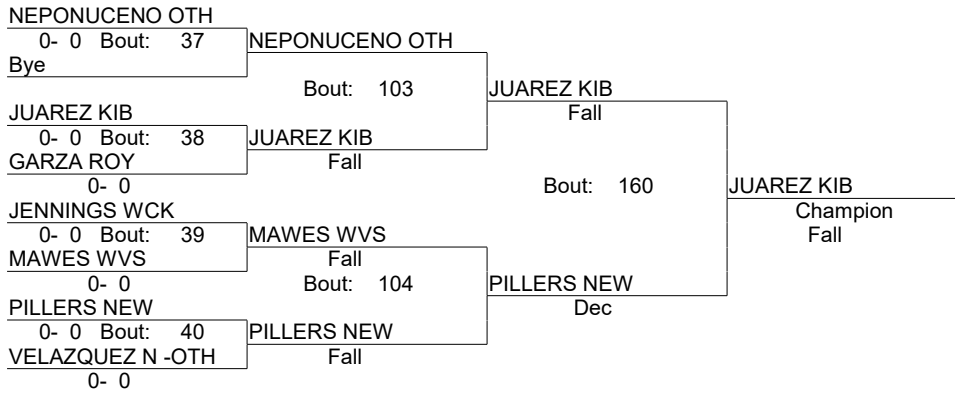 NEPONUCENO OTH
0- 0 Bout: 37 NEPONUCENO OTH
Bye
Bout: 103 JUAREZ KIB
JUAREZ KIB Fall
0- 0 Bout: 38 JUAREZ KIB
GARZA ROY Fall
0- 0 Bout: 160 JUAREZ KIB
JENNINGS WCK Champion
0- 0 Bout: 39 MAWES WVS Fall
MAWES WVS Fall
0- 0 Bout: 104 PILLERS NEW
PILLERS NEW Dec
0- 0 Bout: 40 PILLERS NEW
VELAZQUEZ N -OTH Fall
0- 0